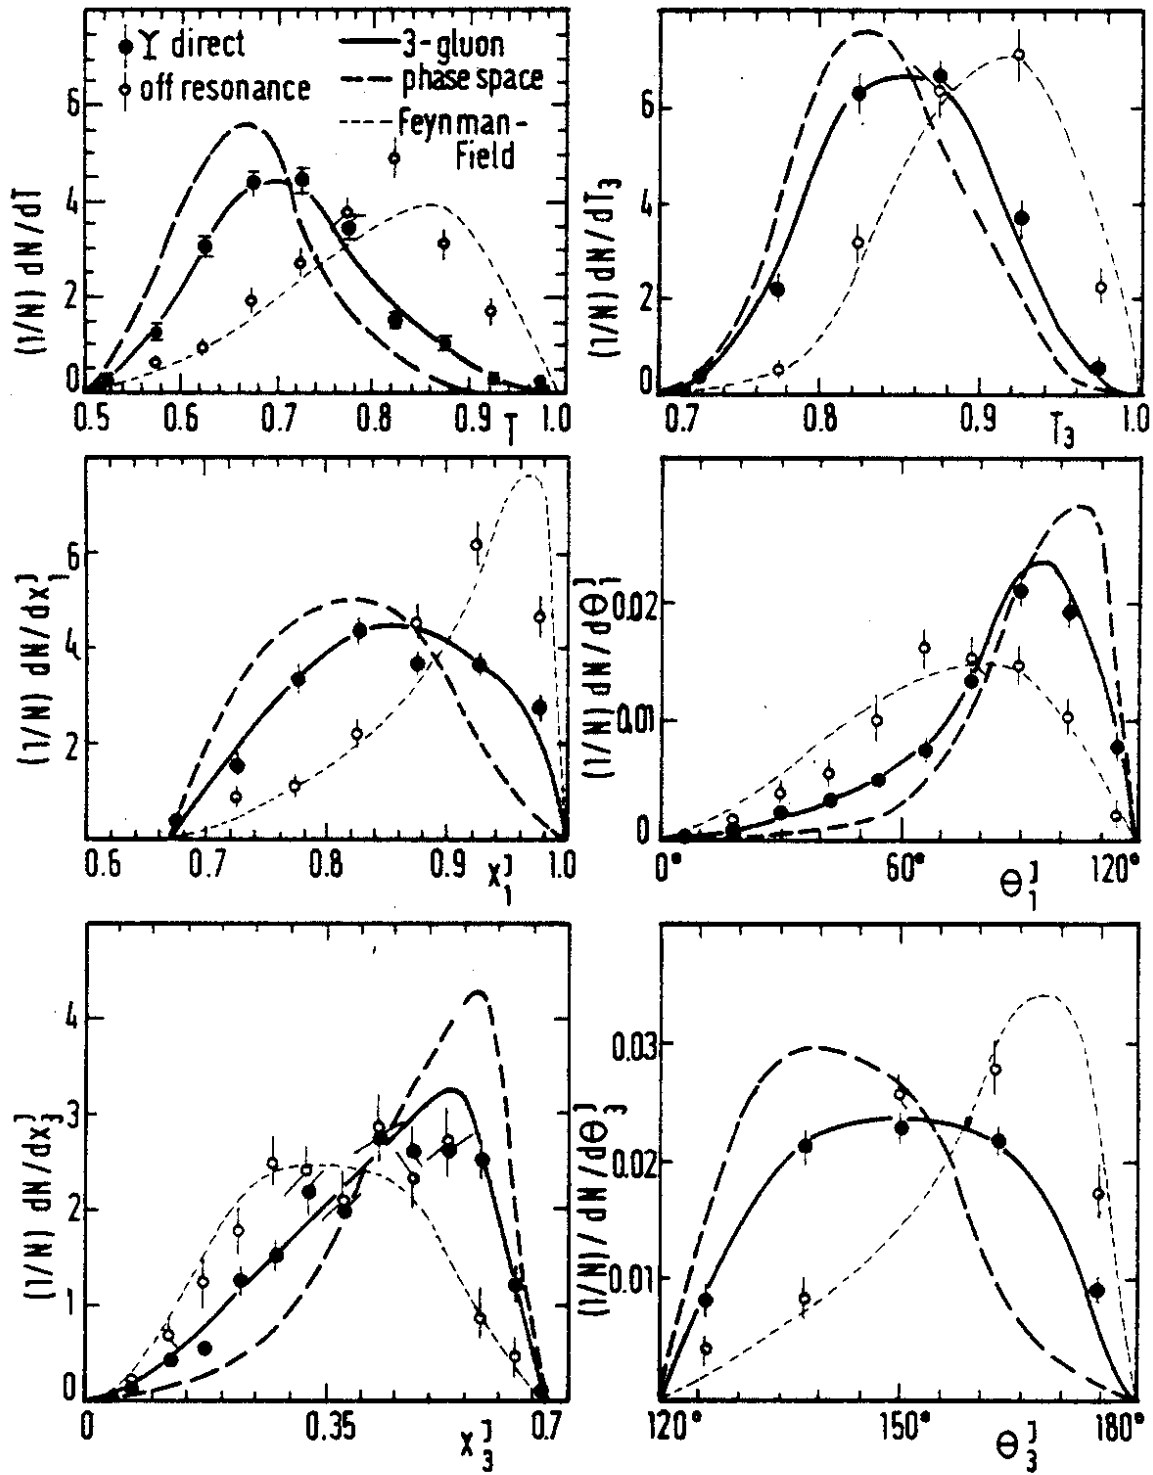 ϒ direct
off resonance
3-gluon
phase space
Feynman-
Field
(1/N) dN/dT
6
4
2
0
0.5 0.6 0.7 0.8 0.9 1.0
T
(1/N) dN/dT₃
6
4
2
0
0.7 0.8 0.9 1.0
T₃
(1/N) dN/dx₁ᴶ
6
4
2
0.6 0.7 0.8 0.9 1.0
x₁ᴶ
(1/N) dN/dΘ₁ᴶ
0.02
0.01
0
0° 60° 120°
Θ₁ᴶ
(1/N) dN/dx₃ᴶ
4
3
2
1
0
0 0.35 0.7
x₃ᴶ
(1/N)/dN/dΘ₃ᴶ
0.03
0.02
0.01
120° 150° 180°
Θ₃ᴶ